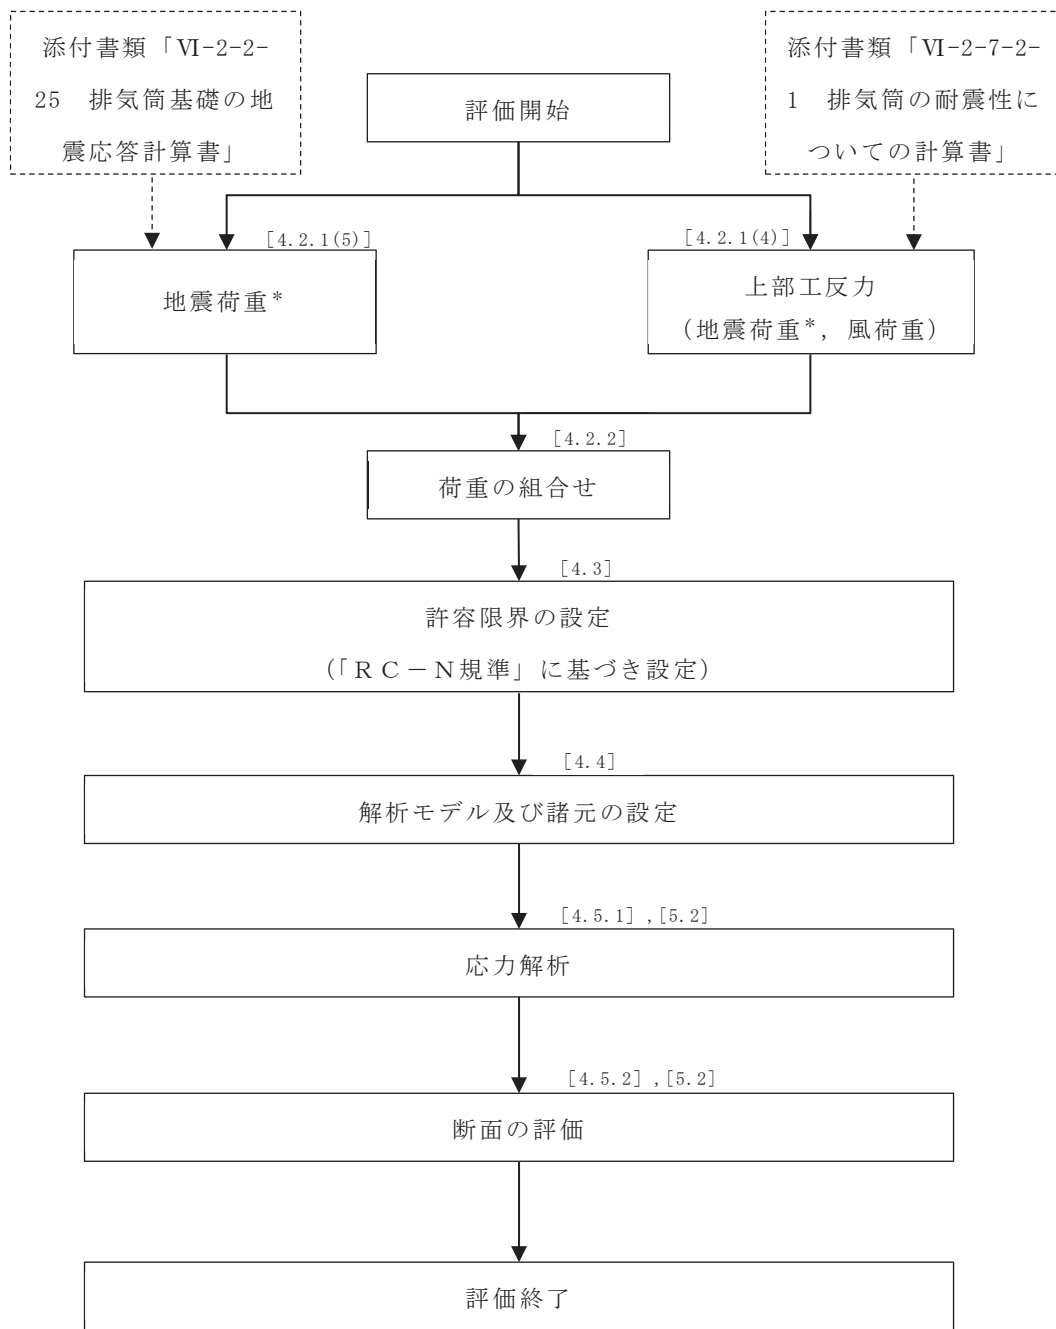 添付書類「Ⅵ-2-2-
25 排気筒基礎の地
震応答計算書」
評価開始
添付書類「Ⅵ-2-7-2-
1 排気筒の耐震性に
ついての計算書」
[4.2.1(5)]
地震荷重*
[4.2.1(4)]
上部工反力
(地震荷重*, 風荷重)
[4.2.2]
荷重の組合せ
[4.3]
許容限界の設定
(「RC-N規準」に基づき設定)
[4.4]
解析モデル及び諸元の設定
[4.5.1] ,[5.2]
応力解析
[4.5.2] ,[5.2]
断面の評価
評価終了